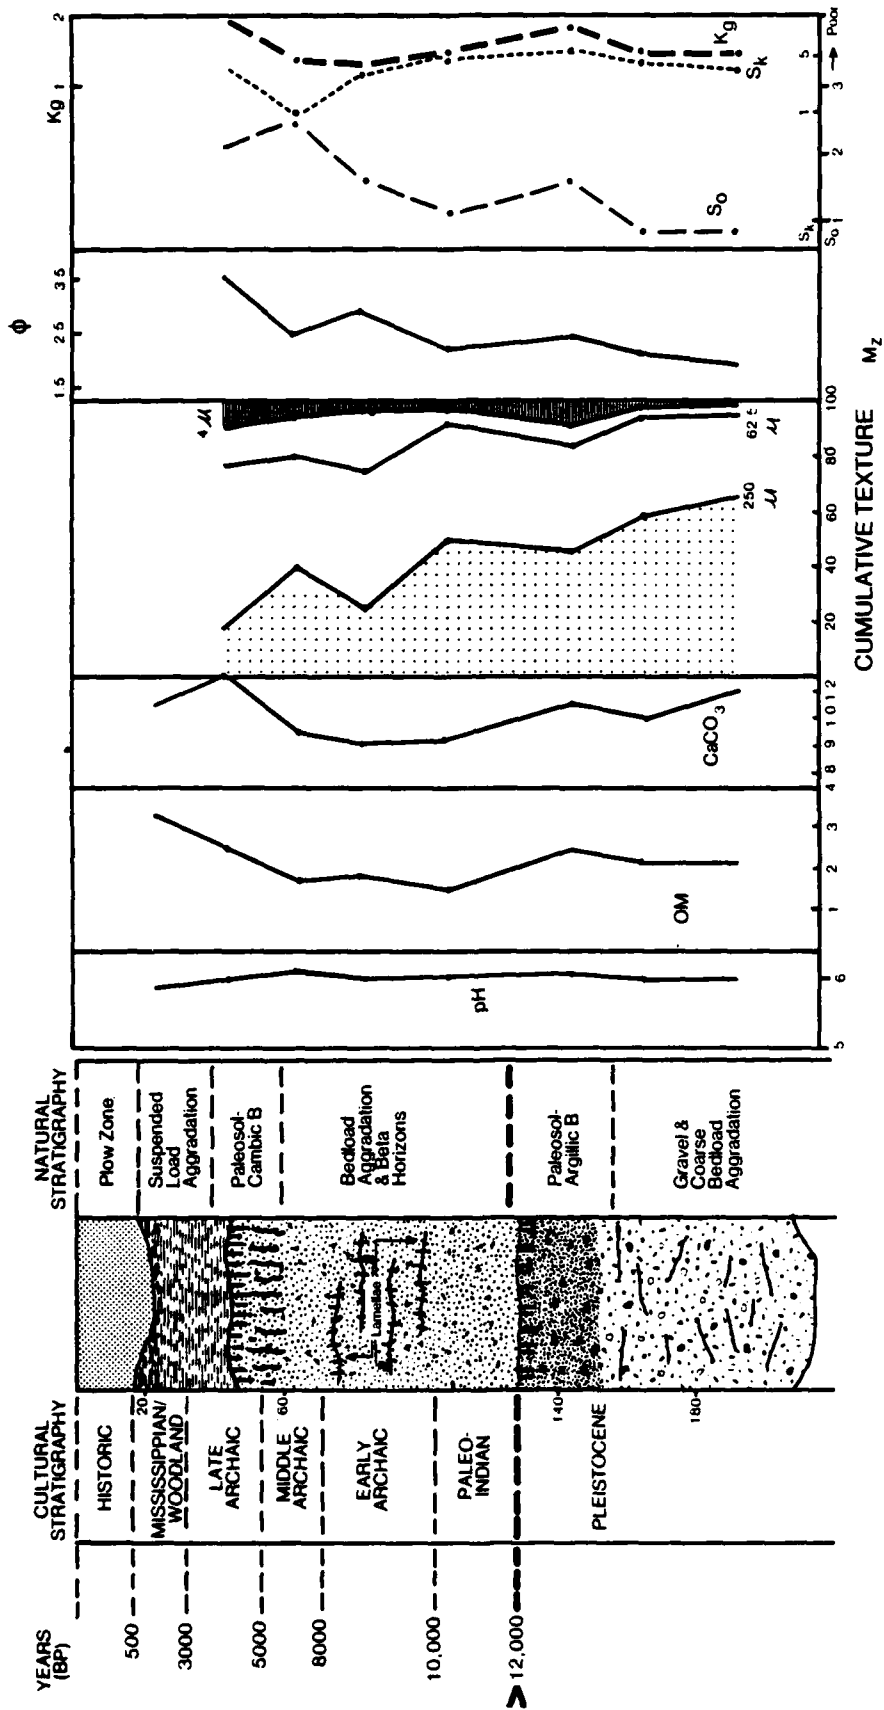 YEARS
(BP)
500
3000
5000
8000
10,000
> 12,000
CULTURAL
STRATIGRAPHY
HISTORIC
MISSISSIPPIAN/
WOODLAND
LATE
ARCHAIC
MIDDLE
ARCHAIC
EARLY
ARCHAIC
PALEO-
INDIAN
PLEISTOCENE
20
60
140
180
Lamellae
NATURAL
STRATIGRAPHY
Plow Zone
Suspended
Load
Aggradation
Paleosol-
Cambic B
Bedload
Aggradation
& Beta
Horizons
Paleosol-
Argillic B
Gravel &
Coarse
Bedload
Aggradation
pH
5
6
OM
1
2
3
4
CaCO3
8
9
10
12
CUMULATIVE TEXTURE
20
40
60
80
100
250
μ
62 5
μ
4 μ
Mz
φ
1 5
2 5
3 5
Sk
So 1
2
1
3
5
→ Poor
So
Sk
Kg
Kg 1
2